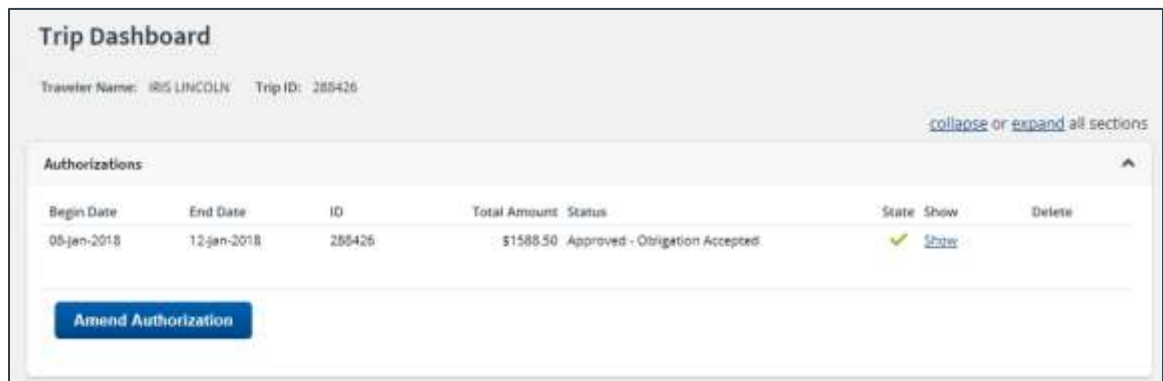 Trip Dashboard
Traveler Name: IRIS LINCOLN Trip ID: 288426
collapse or expand all sections
Authorizations
Begin Date End Date ID Total Amount Status State Show Delete
08-Jan-2018 12-Jan-2018 288426 $1588.50 Approved - Obligation Accepted Show
Amend Authorization